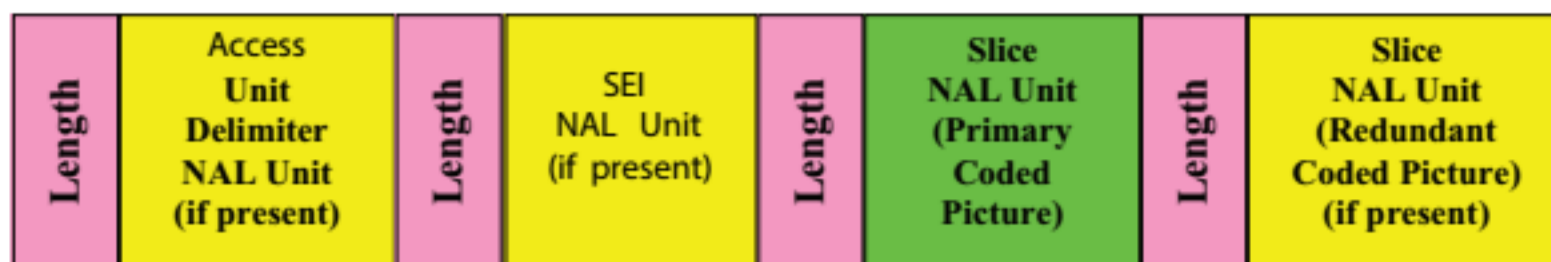 Length
Access
Unit
Delimiter
NAL Unit
(if present)
Length
SEI
NAL Unit
(if present)
Length
Slice
NAL Unit
(Primary
Coded
Picture)
Length
Slice
NAL Unit
(Redundant
Coded Picture)
(if present)